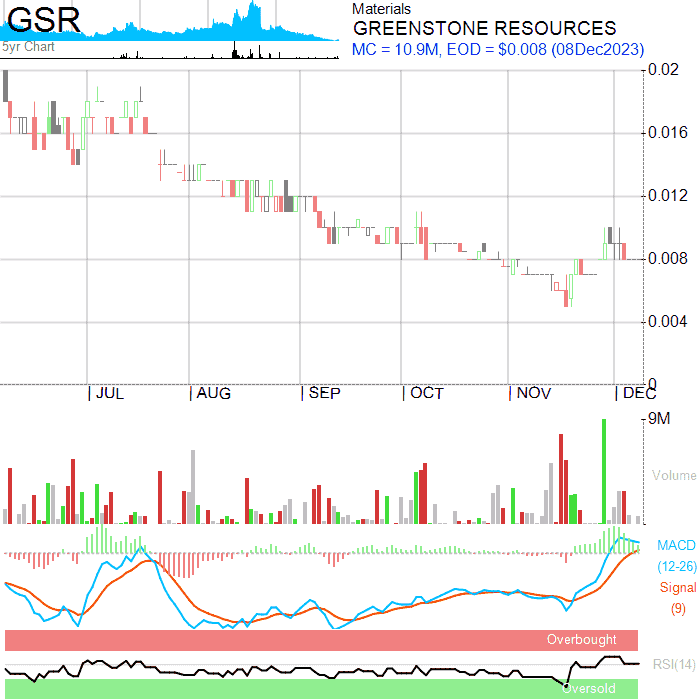 GSR
5yr Chart
Materials
GREENSTONE RESOURCES
MC = 10.9M, EOD = $0.008 (08Dec2023)
0.02
0.016
0.012
0.008
0.004
0
JUL AUG SEP OCT NOV DEC
9M
Volume
MACD
(12-26)
Signal
(9)
Overbought
RSI(14)
Oversold